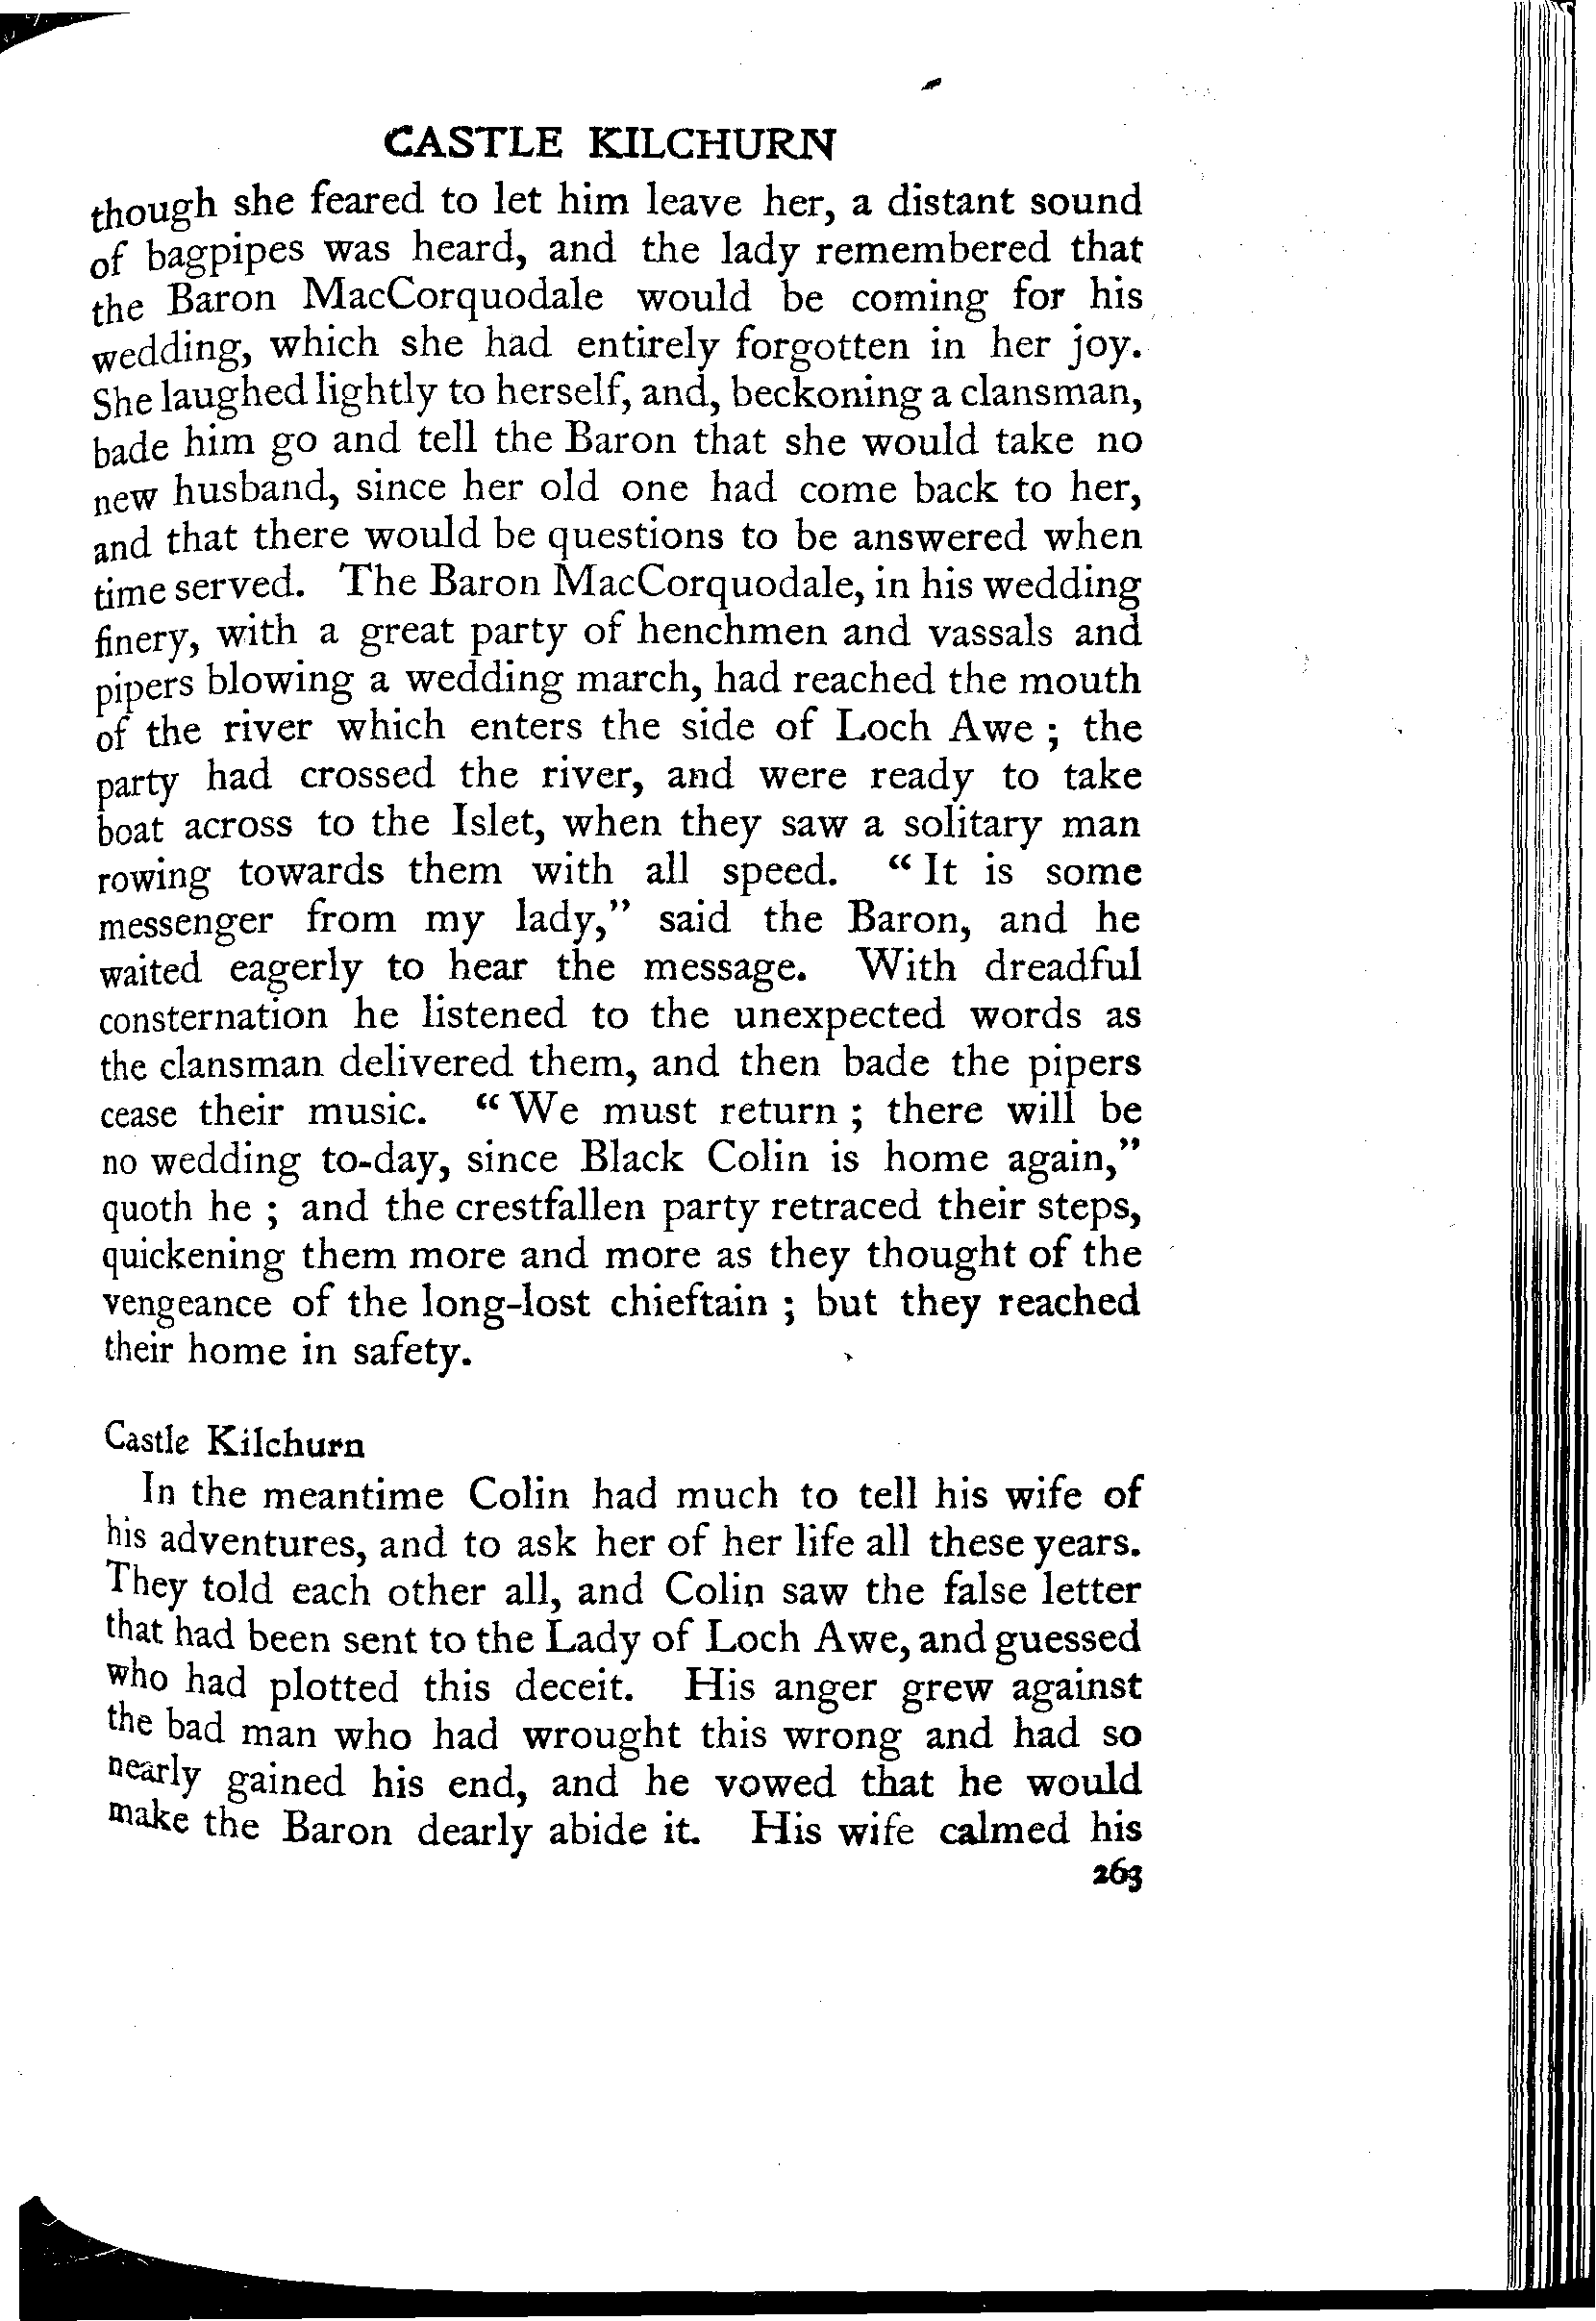 CASTLE KILCHURN
though she feared to let him leave her, a distant sound
of bagpipes was heard, and the lady remembered that
the Baron MacCorquodale would be coming for his
wedding, which she had entirely forgotten in her joy.
She laughed lightly to herself, and, beckoning a clansman,
bade him go and tell the Baron that she would take no
new husband, since her old one had come back to her,
and that there would be questions to be answered when
time served. The Baron MacCorquodale, in his wedding
finery, with a great party of henchmen and vassals and
pipers blowing a wedding march, had reached the mouth
of the river which enters the side of Loch Awe ; the
party had crossed the river, and were ready to take
boat across to the Islet, when they saw a solitary man
rowing towards them with all speed. “ It is some
messenger from my lady,” said the Baron, and he
waited eagerly to hear the message. With dreadful
consternation he listened to the unexpected words as
the clansman delivered them, and then bade the pipers
cease their music. “ We must return ; there will be
no wedding to-day, since Black Colin is home again,”
quoth he ; and the crestfallen party retraced their steps,
quickening them more and more as they thought of the
vengeance of the long-lost chieftain ; but they reached
their home in safety.
Castle Kilchurn
In the meantime Colin had much to tell his wife of
his adventures, and to ask her of her life all these years.
They told each other all, and Colin saw the false letter
that had been sent to the Lady of Loch Awe, and guessed
who had plotted this deceit. His anger grew against
the bad man who had wrought this wrong and had so
nearly gained his end, and he vowed that he would
make the Baron dearly abide it. His wife calmed his
263